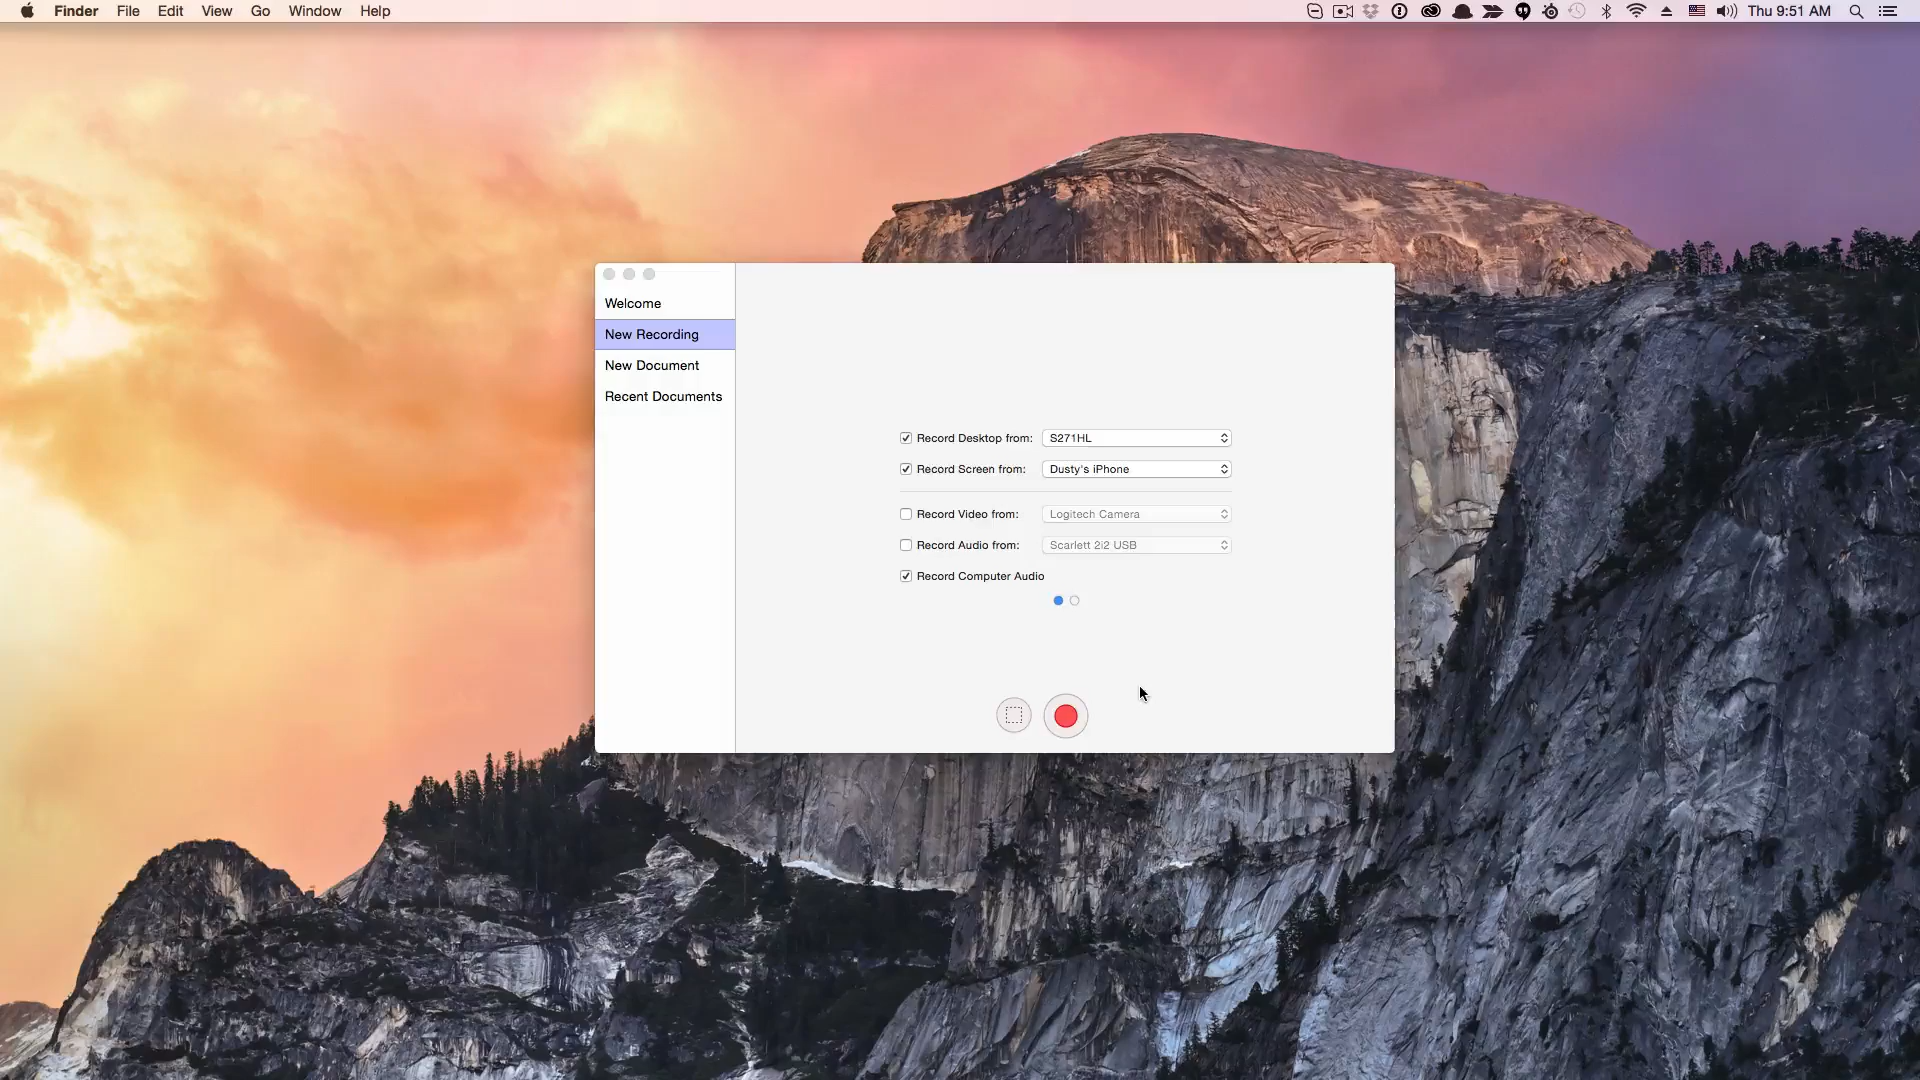 Finder File Edit View Go Window Help Thu 9:51 AM
Welcome
New Recording
New Document
Recent Documents
Record Desktop from: S271HL
Record Screen from: Dusty's iPhone
Record Video from: Logitech Camera
Record Audio from: Scarlett 2i2 USB
Record Computer Audio